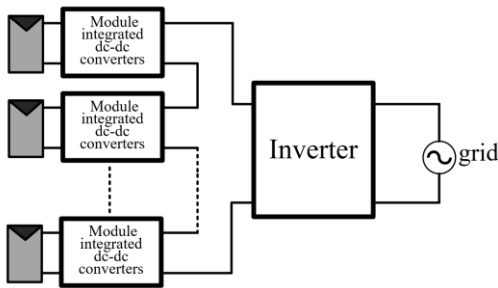 Module
integrated
dc-dc
converters
Module
integrated
dc-dc
converters
Inverter
grid
Module
integrated
dc-dc
converters